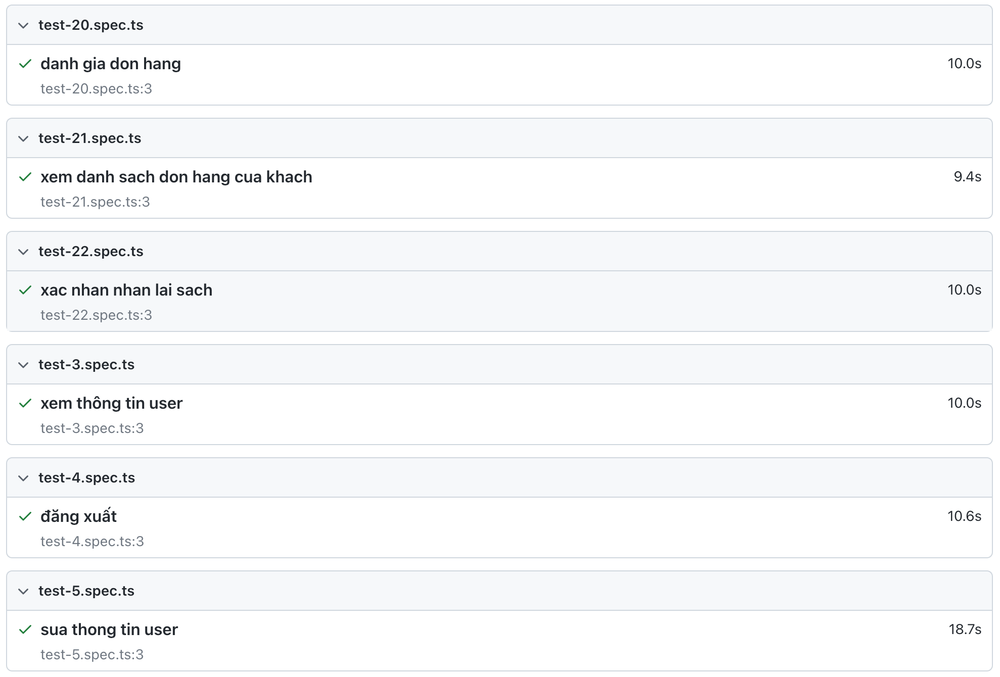 test-20.spec.ts
danh gia don hang
10.0s
test-20.spec.ts:3
test-21.spec.ts
xem danh sach don hang cua khach
9.4s
test-21.spec.ts:3
test-22.spec.ts
xac nhan nhan lai sach
10.0s
test-22.spec.ts:3
test-3.spec.ts
xem thông tin user
10.0s
test-3.spec.ts:3
test-4.spec.ts
đăng xuất
10.6s
test-4.spec.ts:3
test-5.spec.ts
sua thong tin user
18.7s
test-5.spec.ts:3